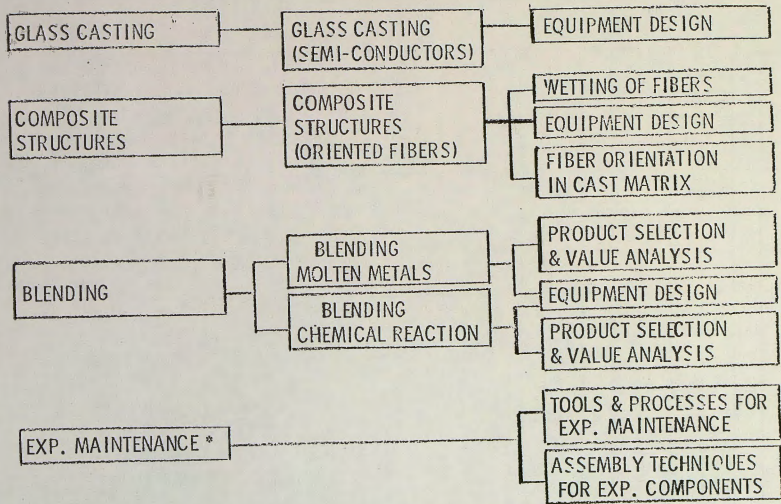 GLASS CASTING
GLASS CASTING
(SEMI-CONDUCTORS)
EQUIPMENT DESIGN
COMPOSITE
STRUCTURES
COMPOSITE
STRUCTURES
(ORIENTED FIBERS)
WETTING OF FIBERS
EQUIPMENT DESIGN
FIBER ORIENTATION
IN CAST MATRIX
BLENDING
BLENDING
MOLTEN METALS
BLENDING
CHEMICAL REACTION
PRODUCT SELECTION
& VALUE ANALYSIS
EQUIPMENT DESIGN
PRODUCT SELECTION
& VALUE ANALYSIS
EXP. MAINTENANCE *
TOOLS & PROCESSES FOR
EXP. MAINTENANCE
ASSEMBLY TECHNIQUES
FOR EXP. COMPONENTS